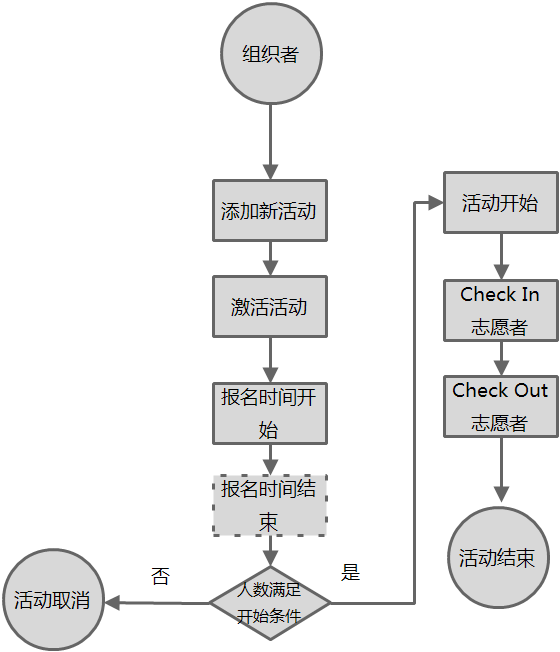 组织者
添加新活动
激活活动
报名时间开
始
报名时间结
束
人数满足
开始条件
否
活动取消
是
活动开始
Check In
志愿者
Check Out
志愿者
活动结束